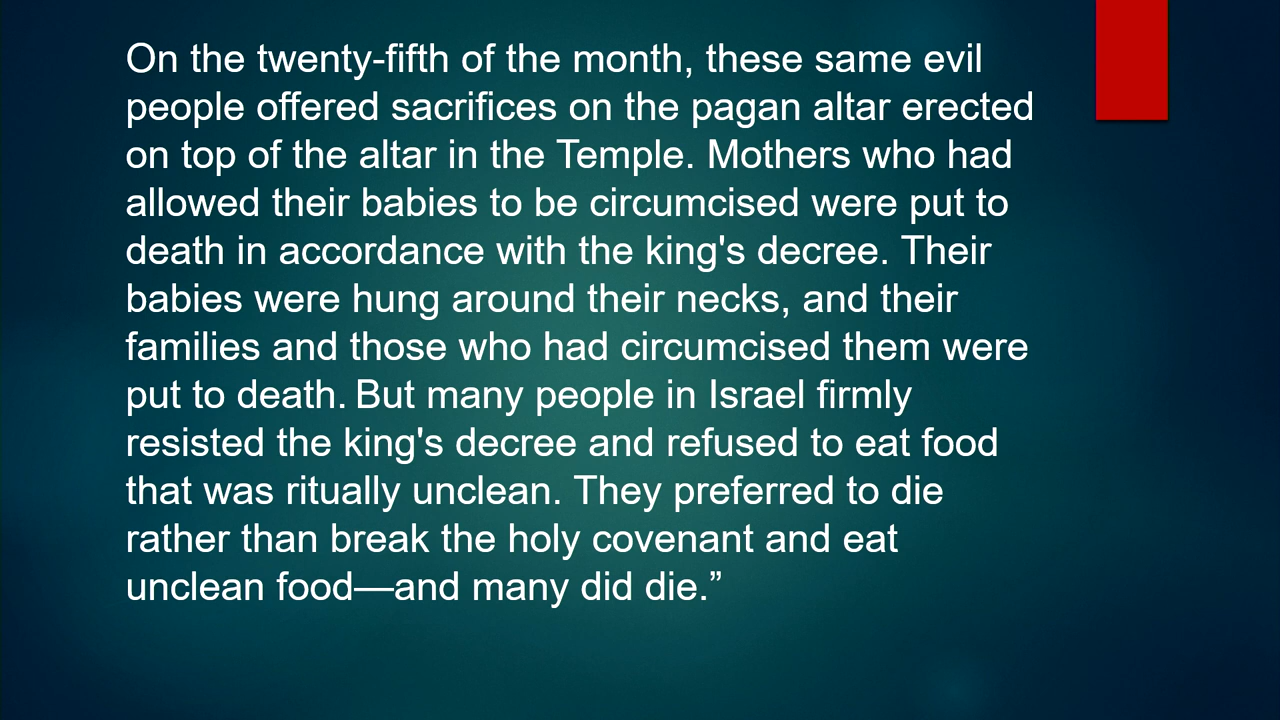 On the twenty-fifth of the month, these same evil
people offered sacrifices on the pagan altar erected
on top of the altar in the Temple. Mothers who had
allowed their babies to be circumcised were put to
death in accordance with the king's decree. Their
babies were hung around their necks, and their
families and those who had circumcised them were
put to death. But many people in Israel firmly
resisted the king's decree and refused to eat food
that was ritually unclean. They preferred to die
rather than break the holy covenant and eat
unclean food—and many did die.”